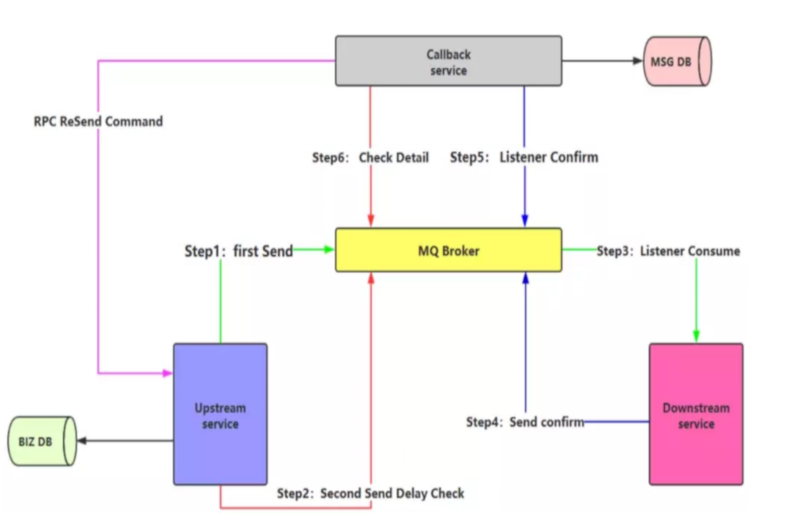 Callback
service
MSG DB
RPC ReSend Command
Step6: Check Detail
Step5: Listener Confirm
Step1: first Send
MQ Broker
Step3: Listener Consume
Upstream
service
Downstream
service
Step4: Send confirm
BIZ DB
Step2: Second Send Delay Check